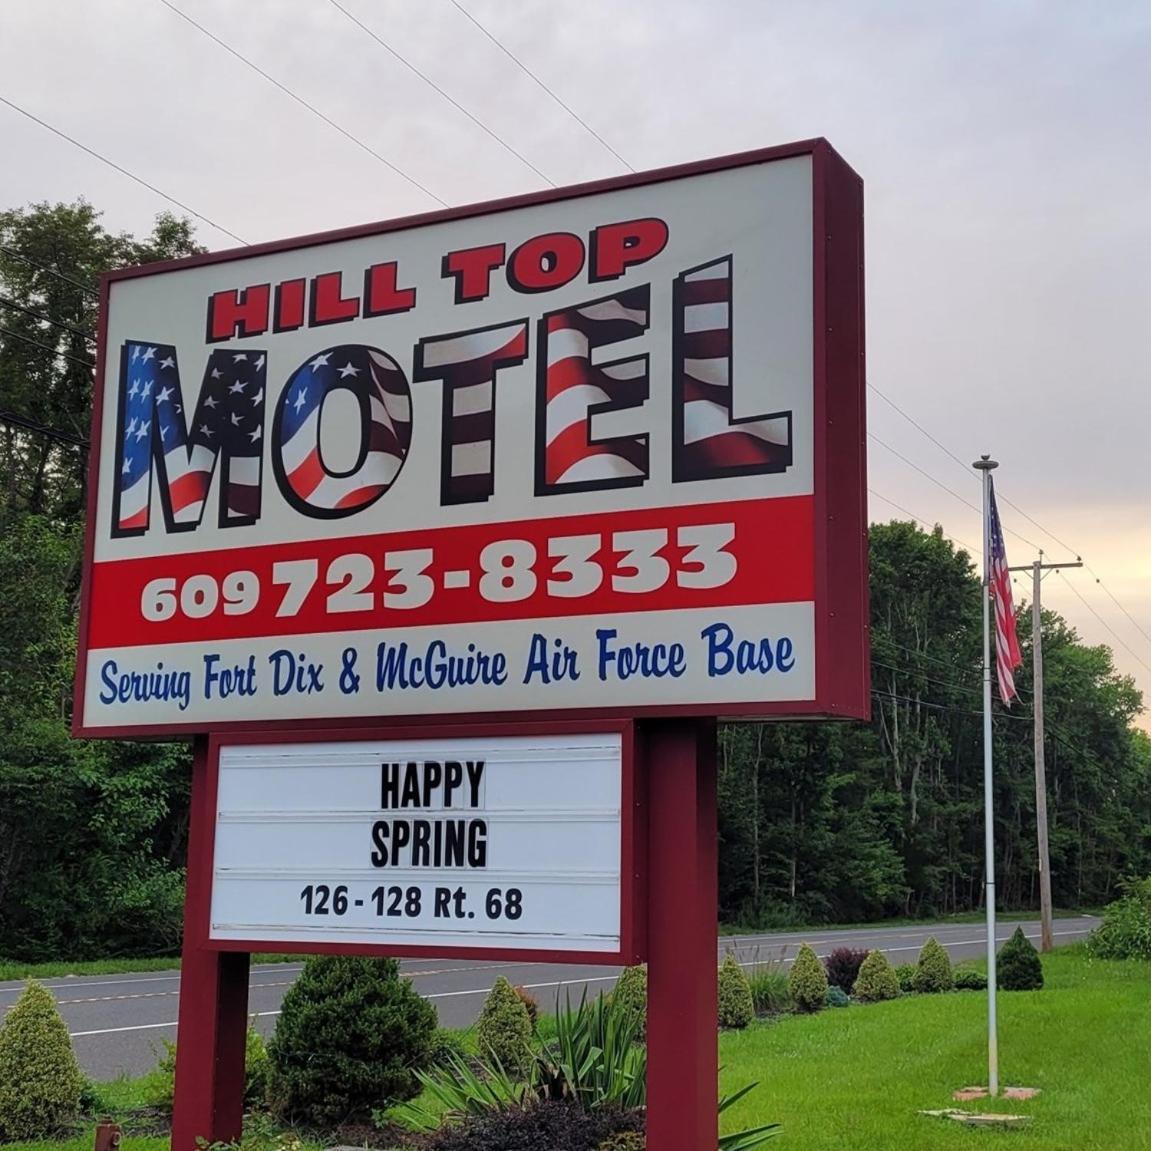 HILL TOP
MOTEL
609 723-8333
Serving Fort Dix & McGuire Air Force Base
HAPPY
SPRING
126-128 Rt. 68